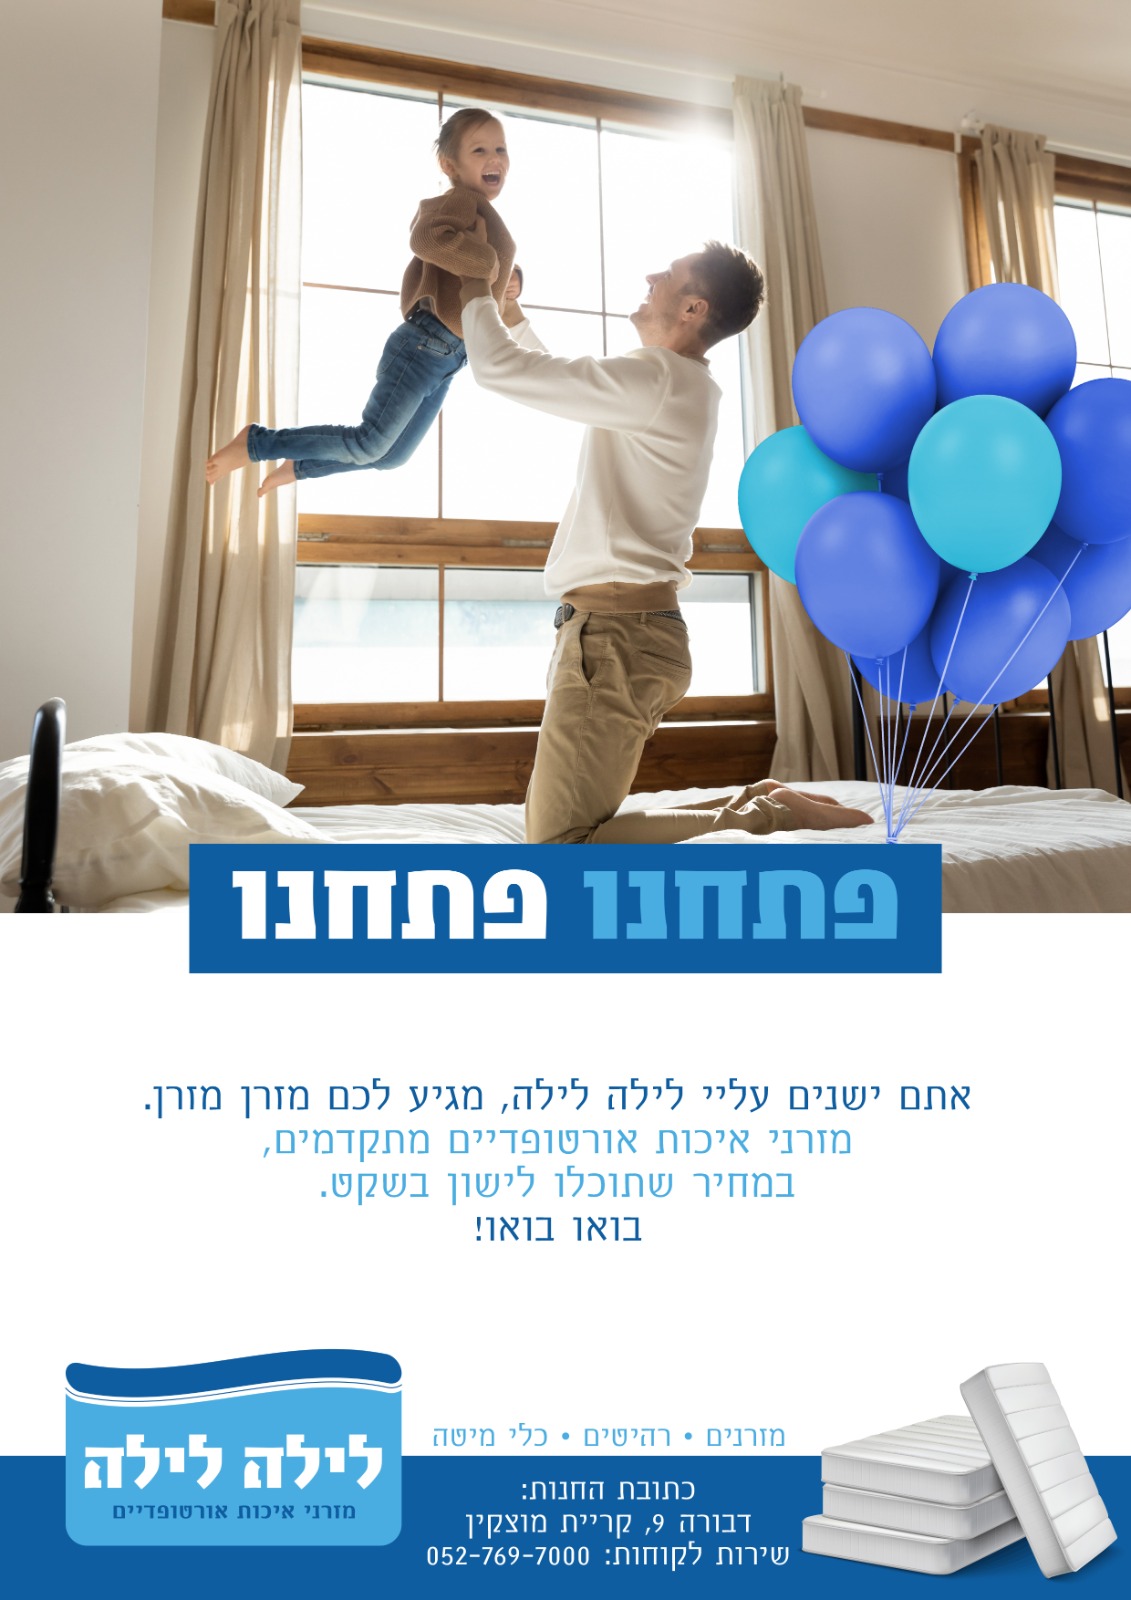 פתחנו פתחנו
אתם ישנים עליי לילה לילה, מגיע לכם מזרן מזרן.
מזרני איכות אורטופדיים מתקדמים,
במחיר שתוכלו לישון בשקט.
בואו בואו!
לילה לילה
מזרני איכות אורטופדיים
מזרנים • רהיטים • כלי מיטה
כתובת החנות:
דבורה 9, קריית מוצקין
שירות לקוחות: 052-769-7000